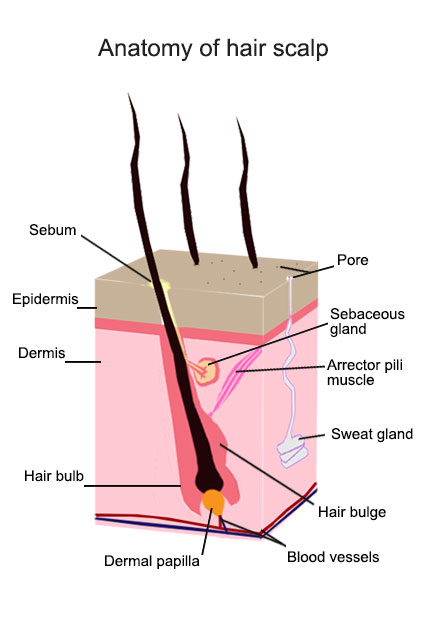 Anatomy of hair scalp
Sebum
Pore
Epidermis
Sebaceous
gland
Dermis
Arrector pili
muscle
Sweat gland
Hair bulb
Hair bulge
Dermal papilla
Blood vessels